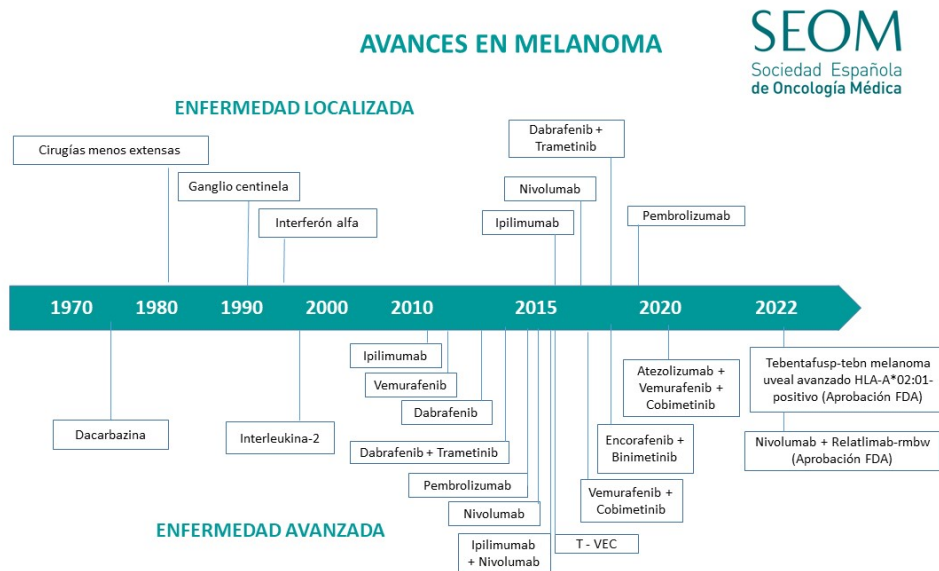 AVANCES EN MELANOMA
SEOM
Sociedad Española
de Oncología Médica
ENFERMEDAD LOCALIZADA
Cirugías menos extensas
Ganglio centinela
Interferón alfa
Dabrafenib +
Trametinib
Nivolumab
Ipilimumab
Pembrolizumab
1970 1980 1990 2000 2010 2015 2020 2022
Dacarbazina
Interleukina-2
Ipilimumab
Vemurafenib
Dabrafenib
Dabrafenib + Trametinib
Pembrolizumab
Nivolumab
Ipilimumab
+ Nivolumab
T - VEC
Vemurafenib +
Cobimetinib
Encorafenib +
Binimetinib
Atezolizumab +
Vemurafenib +
Cobimetinib
Tebentafusp-tebn melanoma
uveal avanzado HLA-A*02:01-
positivo (Aprobación FDA)
Nivolumab + Relatlimab-rmbw
(Aprobación FDA)
ENFERMEDAD AVANZADA